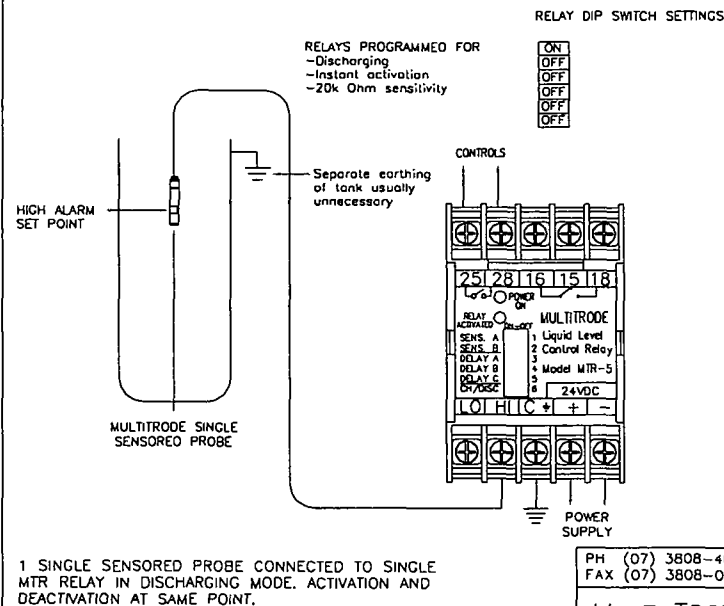 RELAY DIP SWITCH SETTINGS
RELAYS PROGRAMMED FOR
-Discharging
-Instant activation
-20k Ohm sensitivity
ON
OFF
OFF
OFF
OFF
OFF
CONTROLS
Separate earthing
of tank usually
unnecessary
HIGH ALARM
SET POINT
25 28 16 15 18
POWER
ON
RELAY
ACTIVATED
ON-OFF
MULTITRODE
Liquid Level
Control Relay
Model MTR-5
SENS. A 1
SENS. B 2
DELAY A 3
DELAY B 4
DELAY C 5
CH/DISC 6
24VDC
LO HI C + -
MULTITRODE SINGLE
SENSORED PROBE
POWER
SUPPLY
1 SINGLE SENSORED PROBE CONNECTED TO SINGLE
MTR RELAY IN DISCHARGING MODE. ACTIVATION AND
DEACTIVATION AT SAME POINT.
PH (07) 3808-4
FAX (07) 3808-0